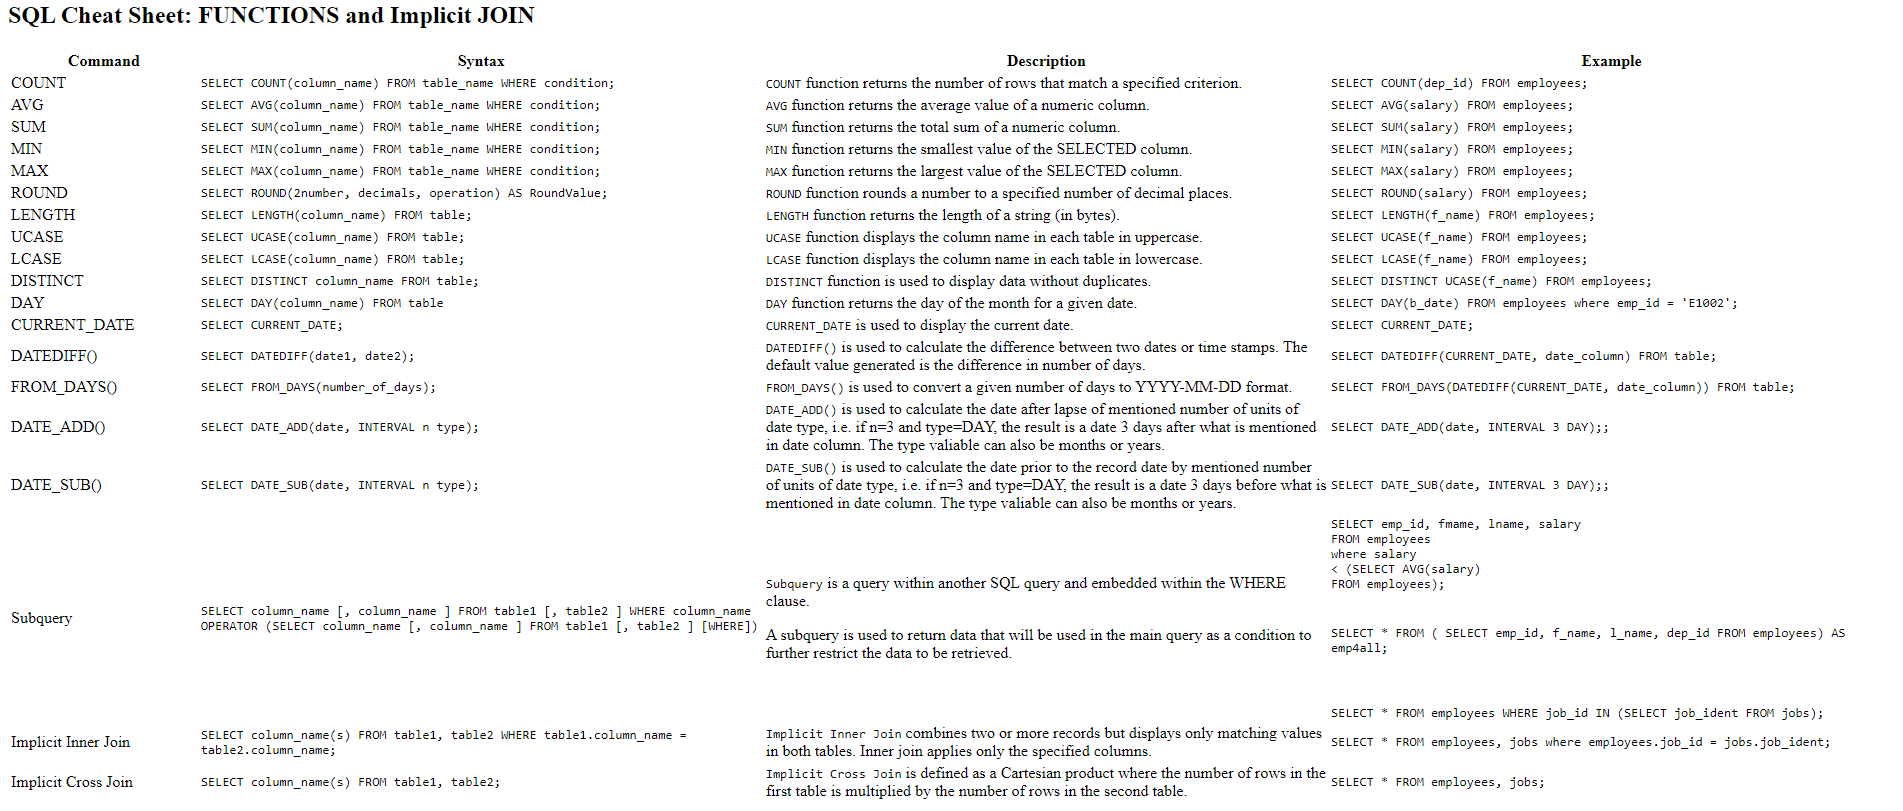 SQL Cheat Sheet: FUNCTIONS and Implicit JOIN
Command Syntax Description Example
COUNT SELECT COUNT(column_name) FROM table_name WHERE condition; COUNT function returns the number of rows that match a specified criterion. SELECT COUNT(dep_id) FROM employees;
AVG SELECT AVG(column_name) FROM table_name WHERE condition; AVG function returns the average value of a numeric column. SELECT AVG(salary) FROM employees;
SUM SELECT SUM(column_name) FROM table_name WHERE condition; SUM function returns the total sum of a numeric column. SELECT SUM(salary) FROM employees;
MIN SELECT MIN(column_name) FROM table_name WHERE condition; MIN function returns the smallest value of the SELECTED column. SELECT MIN(salary) FROM employees;
MAX SELECT MAX(column_name) FROM table_name WHERE condition; MAX function returns the largest value of the SELECTED column. SELECT MAX(salary) FROM employees;
ROUND SELECT ROUND(2number, decimals, operation) AS RoundValue; ROUND function rounds a number to a specified number of decimal places. SELECT ROUND(salary) FROM employees;
LENGTH SELECT LENGTH(column_name) FROM table; LENGTH function returns the length of a string (in bytes). SELECT LENGTH(f_name) FROM employees;
UCASE SELECT UCASE(column_name) FROM table; UCASE function displays the column name in each table in uppercase. SELECT UCASE(f_name) FROM employees;
LCASE SELECT LCASE(column_name) FROM table; LCASE function displays the column name in each table in lowercase. SELECT LCASE(f_name) FROM employees;
DISTINCT SELECT DISTINCT column_name FROM table; DISTINCT function is used to display data without duplicates. SELECT DISTINCT UCASE(f_name) FROM employees;
DAY SELECT DAY(column_name) FROM table DAY function returns the day of the month for a given date. SELECT DAY(b_date) FROM employees where emp_id = 'E1002';
CURRENT_DATE SELECT CURRENT_DATE; CURRENT_DATE is used to display the current date. SELECT CURRENT_DATE;
DATEDIFF() SELECT DATEDIFF(date1, date2); DATEDIFF() is used to calculate the difference between two dates or time stamps. The
default value generated is the difference in number of days. SELECT DATEDIFF(CURRENT_DATE, date_column) FROM table;
FROM_DAYS() SELECT FROM_DAYS(number_of_days); FROM_DAYS() is used to convert a given number of days to YYYY-MM-DD format. SELECT FROM_DAYS(DATEDIFF(CURRENT_DATE, date_column)) FROM table;
DATE_ADD() SELECT DATE_ADD(date, INTERVAL n type); DATE_ADD() is used to calculate the date after lapse of mentioned number of units of
date type, i.e. if n=3 and type=DAY, the result is a date 3 days after what is mentioned
in date column. The type valiable can also be months or years. SELECT DATE_ADD(date, INTERVAL 3 DAY);;
DATE_SUB() SELECT DATE_SUB(date, INTERVAL n type); DATE_SUB() is used to calculate the date prior to the record date by mentioned number
of units of date type, i.e. if n=3 and type=DAY, the result is a date 3 days before what is
mentioned in date column. The type valiable can also be months or years. SELECT DATE_SUB(date, INTERVAL 3 DAY);;
Subquery
SELECT column_name [, column_name ] FROM table1 [, table2 ] WHERE column_name
OPERATOR (SELECT column_name [, column_name ] FROM table1 [, table2 ] [WHERE])
Subquery is a query within another SQL query and embedded within the WHERE
clause.
A subquery is used to return data that will be used in the main query as a condition to
further restrict the data to be retrieved.
SELECT emp_id, fmame, lname, salary
FROM employees
where salary
< (SELECT AVG(salary)
FROM employees);
SELECT * FROM ( SELECT emp_id, f_name, l_name, dep_id FROM employees) AS
emp4all;
SELECT * FROM employees WHERE job_id IN (SELECT job_ident FROM jobs);
Implicit Inner Join
SELECT column_name(s) FROM table1, table2 WHERE table1.column_name =
table2.column_name;
Implicit Inner Join combines two or more records but displays only matching values
in both tables. Inner join applies only the specified columns.
SELECT * FROM employees, jobs where employees.job_id = jobs.job_ident;
Implicit Cross Join
SELECT column_name(s) FROM table1, table2;
Implicit Cross Join is defined as a Cartesian product where the number of rows in the
first table is multiplied by the number of rows in the second table.
SELECT * FROM employees, jobs;